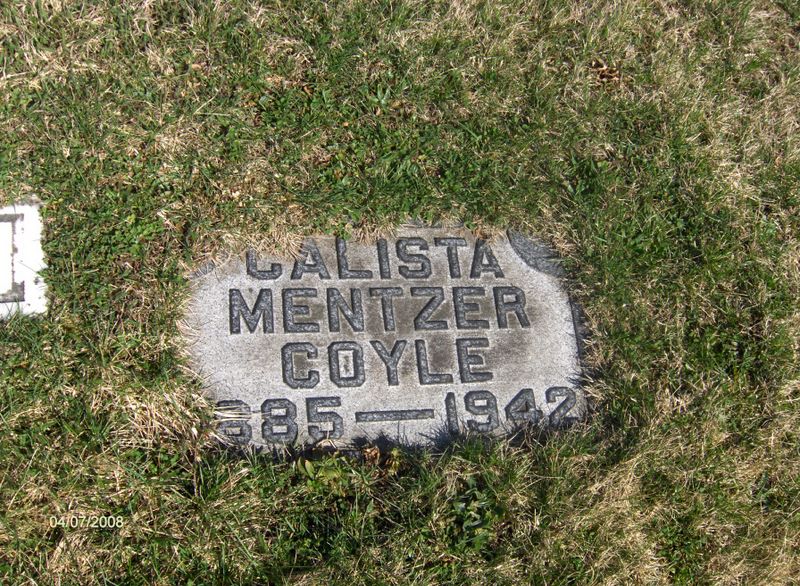 CALISTA
MENTZER
COYLE
885 — 1942
04/07/2008